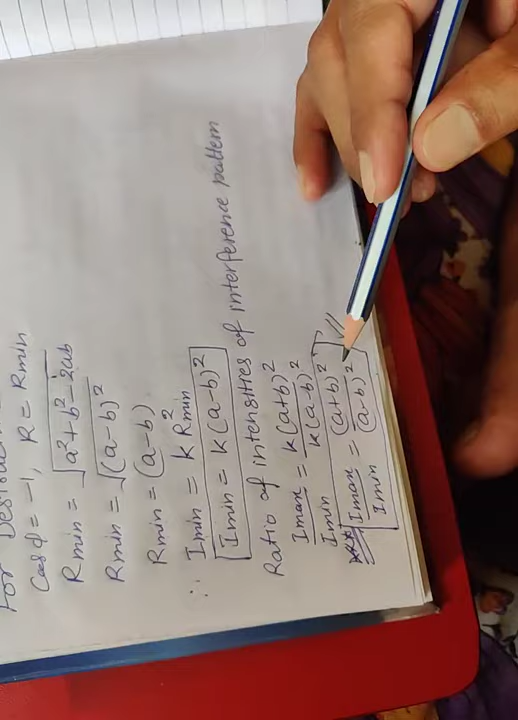 For Destruc
Cos ϕ = -1, R = Rmin
Rmin = √(a² + b² - 2ab)
Rmin = √(a-b)²
Rmin = (a-b)
∴ Imin = K R²min
Imin = K(a-b)²
Ratio of intensities of interference pattern
Imax / Imin = K(a+b)² / K(a-b)²
Imax / Imin = (a+b)² / (a-b)²